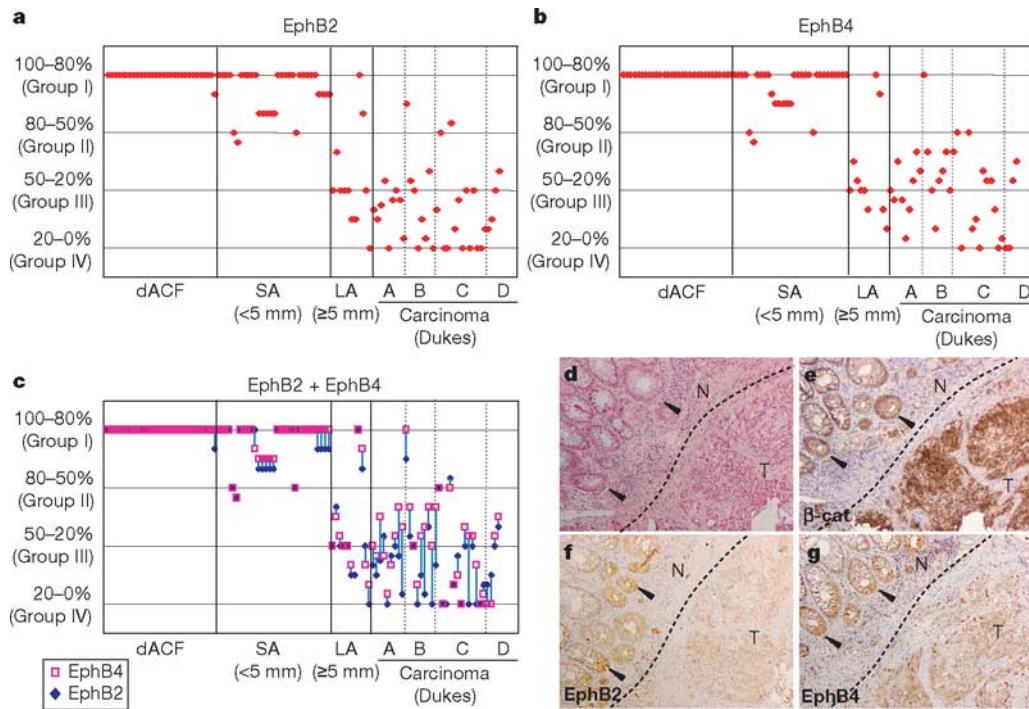 a
EphB2
100–80%
(Group I)
80–50%
(Group II)
50–20%
(Group III)
20–0%
(Group IV)
dACF SA LA A B C D
(<5 mm) (≥5 mm) Carcinoma
(Dukes)
b
EphB4
100–80%
(Group I)
80–50%
(Group II)
50–20%
(Group III)
20–0%
(Group IV)
dACF SA LA A B C D
(<5 mm) (≥5 mm) Carcinoma
(Dukes)
c
EphB2 + EphB4
100–80%
(Group I)
80–50%
(Group II)
50–20%
(Group III)
20–0%
(Group IV)
dACF SA LA A B C D
(<5 mm) (≥5 mm) Carcinoma
(Dukes)
EphB4
EphB2
d
N
T
e
N
T
β-cat
f
N
T
EphB2
g
N
T
EphB4